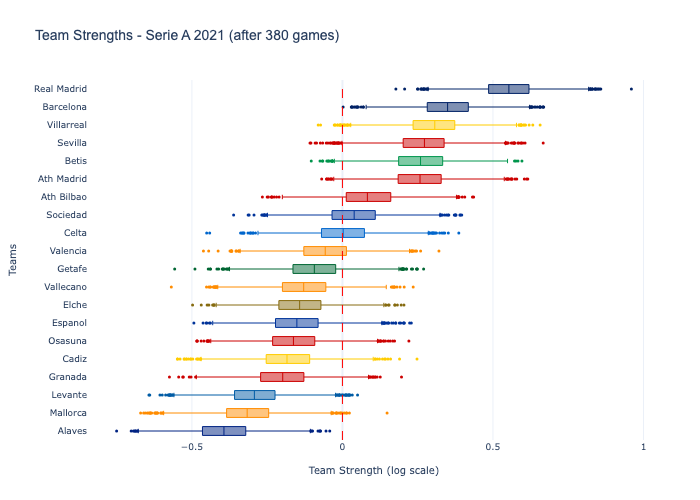 Team Strengths - Serie A 2021 (after 380 games)
Real Madrid
Barcelona
Villarreal
Sevilla
Betis
Ath Madrid
Ath Bilbao
Sociedad
Celta
Valencia
Getafe
Vallecano
Elche
Espanol
Osasuna
Cadiz
Granada
Levante
Mallorca
Alaves
Teams
−0.5 0 0.5 1
Team Strength (log scale)